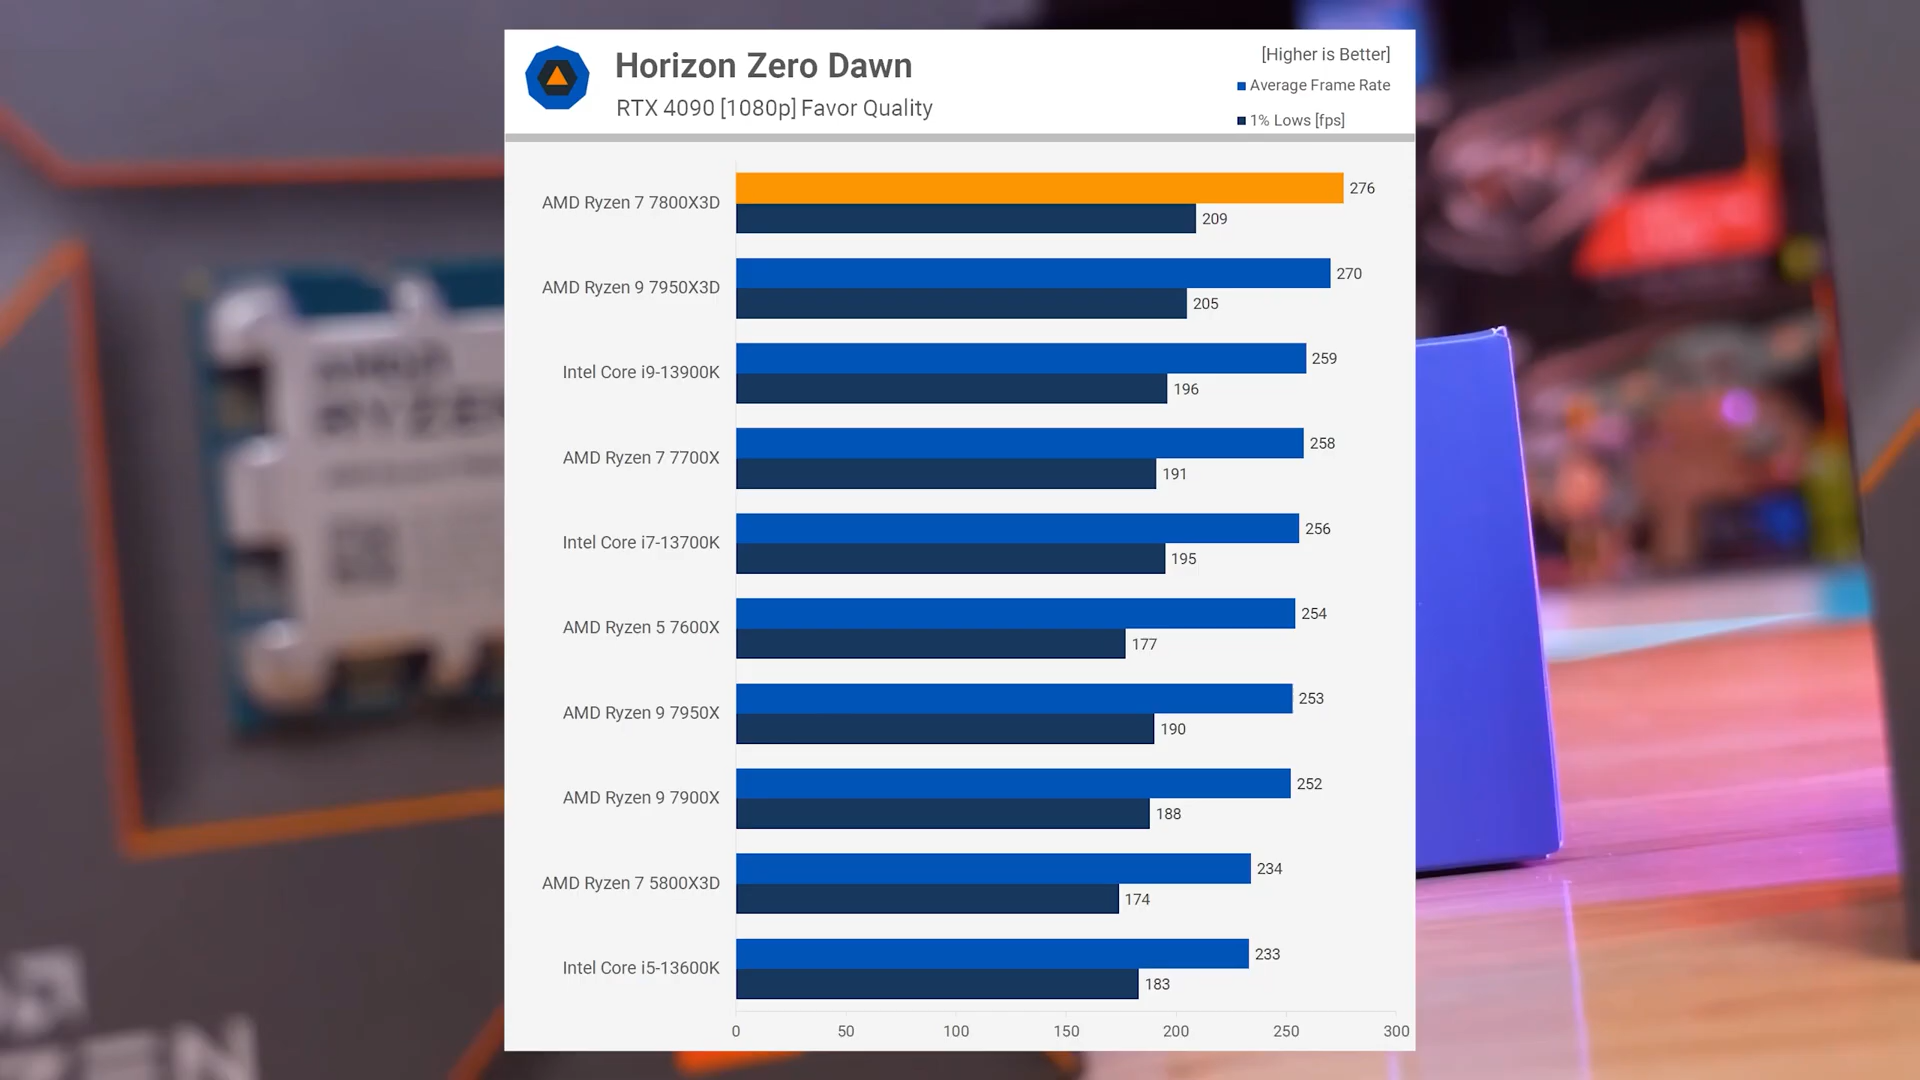 Horizon Zero Dawn
RTX 4090 [1080p] Favor Quality
[Higher is Better]
Average Frame Rate
1% Lows [fps]
AMD Ryzen 7 7800X3D
276
209
AMD Ryzen 9 7950X3D
270
205
Intel Core i9-13900K
259
196
AMD Ryzen 7 7700X
258
191
Intel Core i7-13700K
256
195
AMD Ryzen 5 7600X
254
177
AMD Ryzen 9 7950X
253
190
AMD Ryzen 9 7900X
252
188
AMD Ryzen 7 5800X3D
234
174
Intel Core i5-13600K
233
183
0 50 100 150 200 250 300